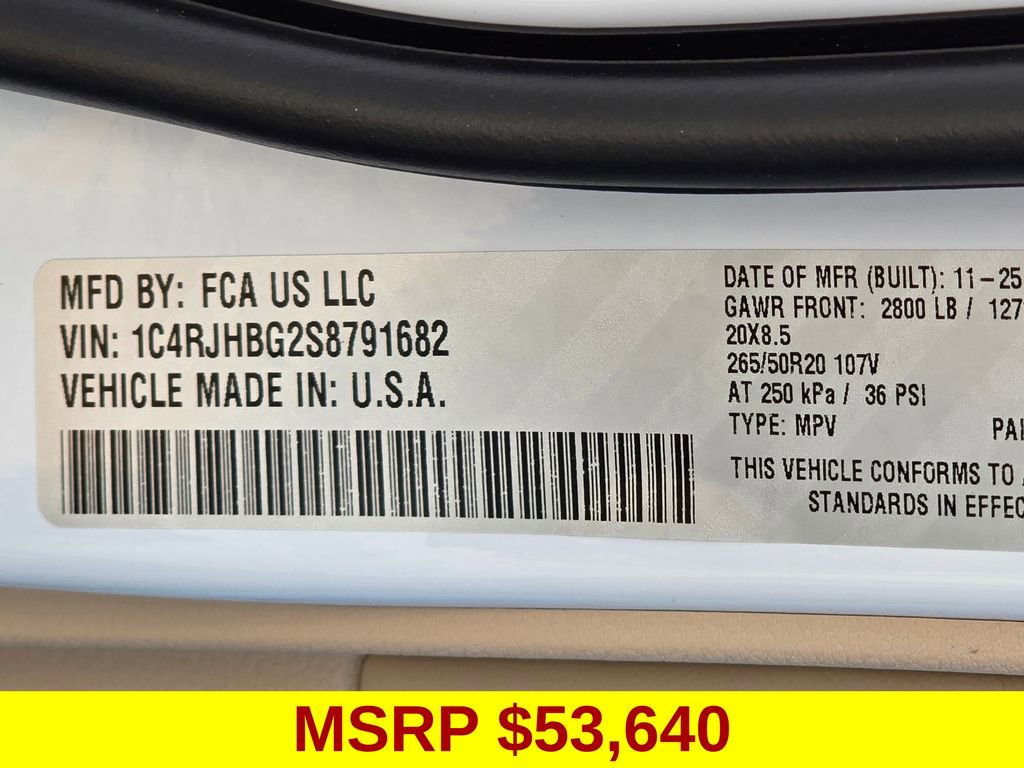 MFD BY: FCA US LLC
VIN: 1C4RJHBG2S8791682
VEHICLE MADE IN: U.S.A.
DATE OF MFR (BUILT): 11-25
GAWR FRONT: 2800 LB / 127
20X8.5
265/50R20 107V
AT 250 kPa / 36 PSI
TYPE: MPV
THIS VEHICLE CONFORMS TO
STANDARDS IN EFFEC
MSRP $53,640